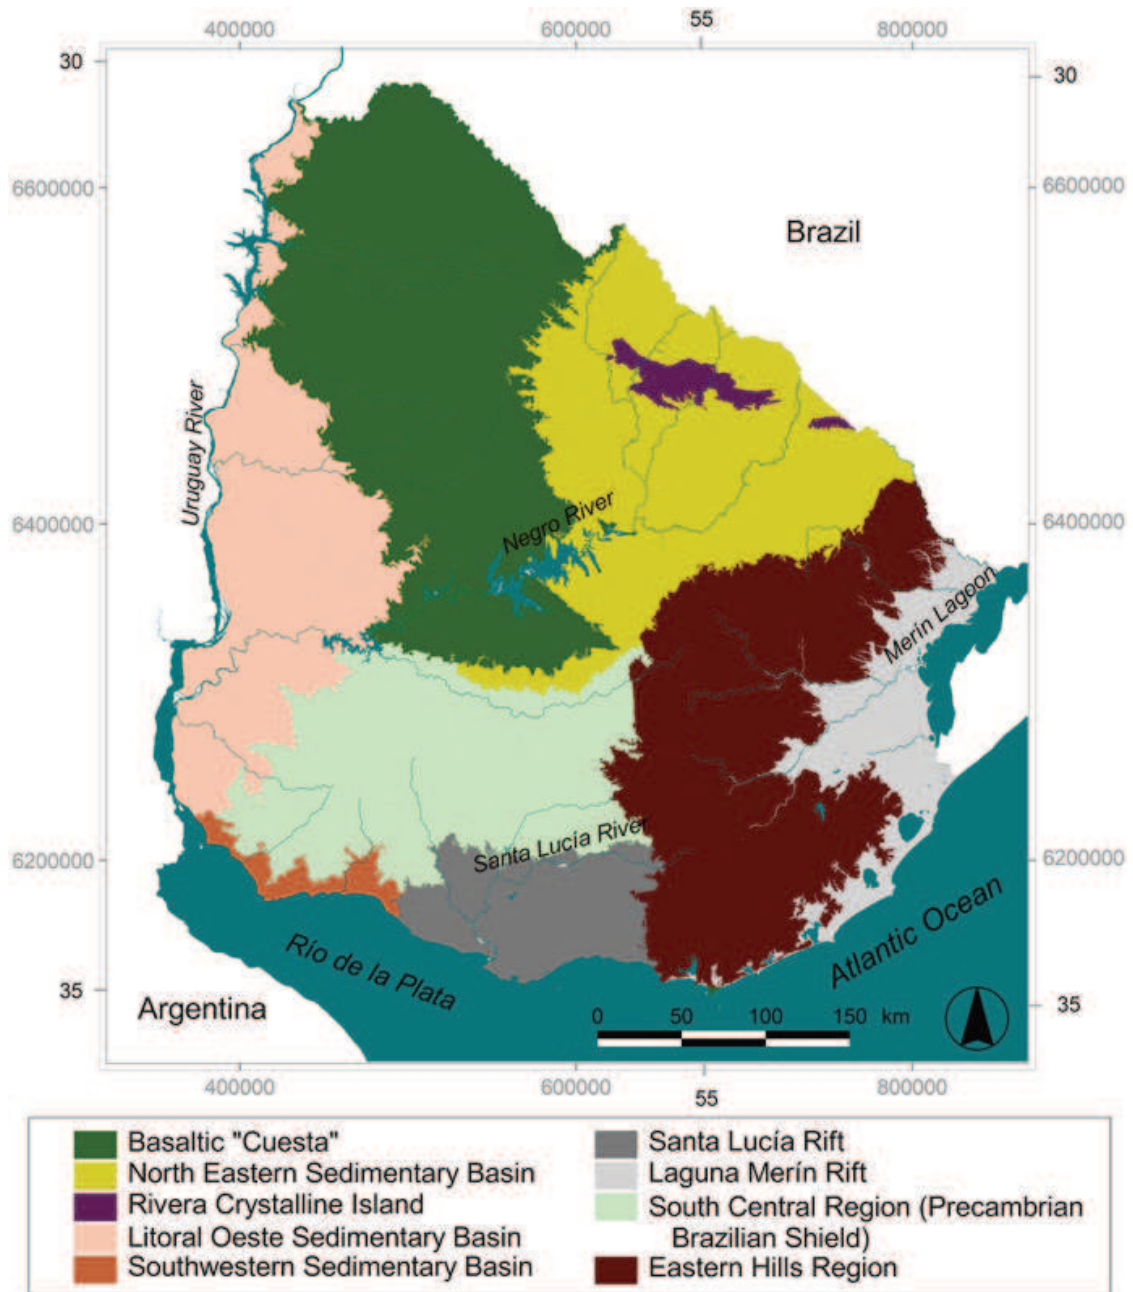 400000 600000 55 800000
30 30
6600000 6600000
Brazil
Uruguay River
6400000 6400000
Negro River
Merín Lagoon
6200000 6200000
Santa Lucía River
Atlantic Ocean
Río de la Plata
35 35
Argentina
0 50 100 150 km
400000 600000 55 800000
Basaltic "Cuesta"
North Eastern Sedimentary Basin
Rivera Crystalline Island
Litoral Oeste Sedimentary Basin
Southwestern Sedimentary Basin
Santa Lucía Rift
Laguna Merín Rift
South Central Region (Precambrian
Brazilian Shield)
Eastern Hills Region